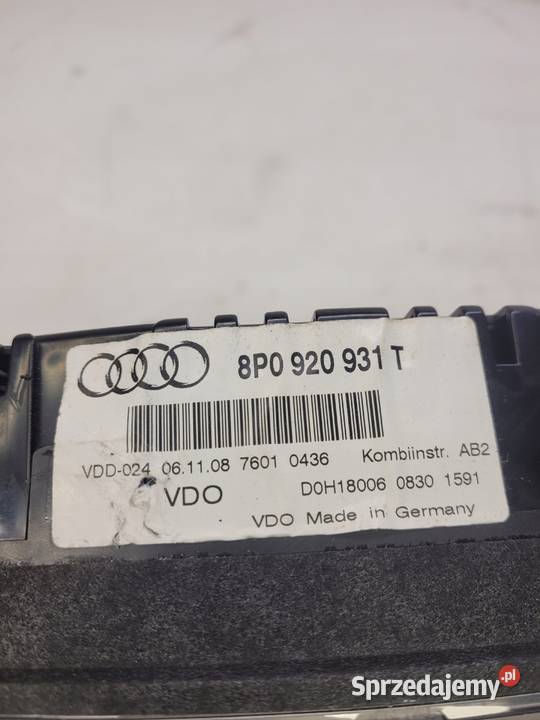 8P0 920 931 T
VDD-024 06.11.08 7601 0436 Kombiinstr. AB2
VDO D0H18006 0830 1591
VDO Made in Germany
Sprzedajemy.pl